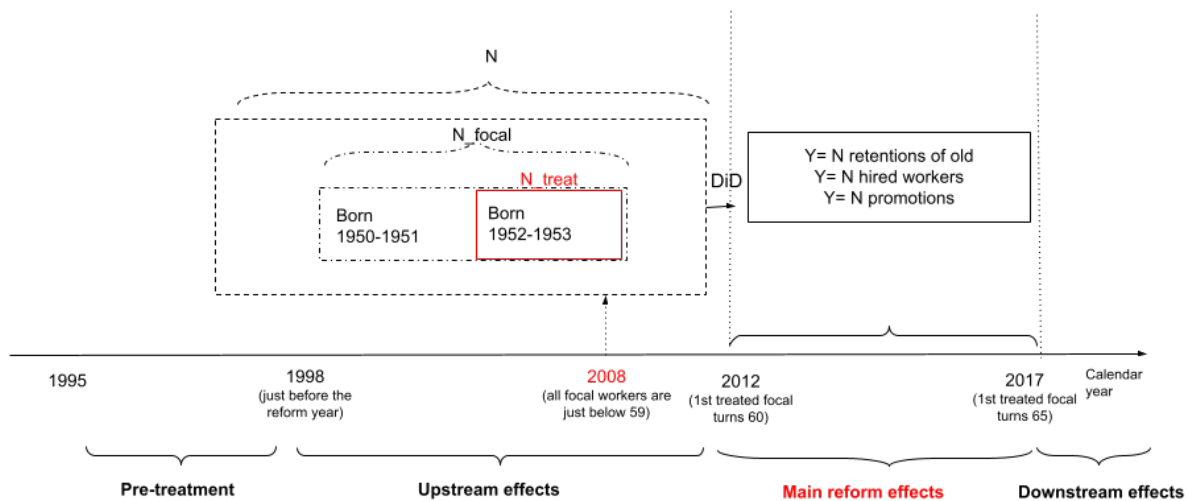 N
N_focal
N_treat
Born
1950-1951
Born
1952-1953
DiD
Y= N retentions of old
Y= N hired workers
Y= N promotions
1995
1998
(just before the
reform year)
2008
(all focal workers are
just below 59)
2012
(1st treated focal
turns 60)
2017
(1st treated focal
turns 65)
Calendar
year
Pre-treatment
Upstream effects
Main reform effects
Downstream effects